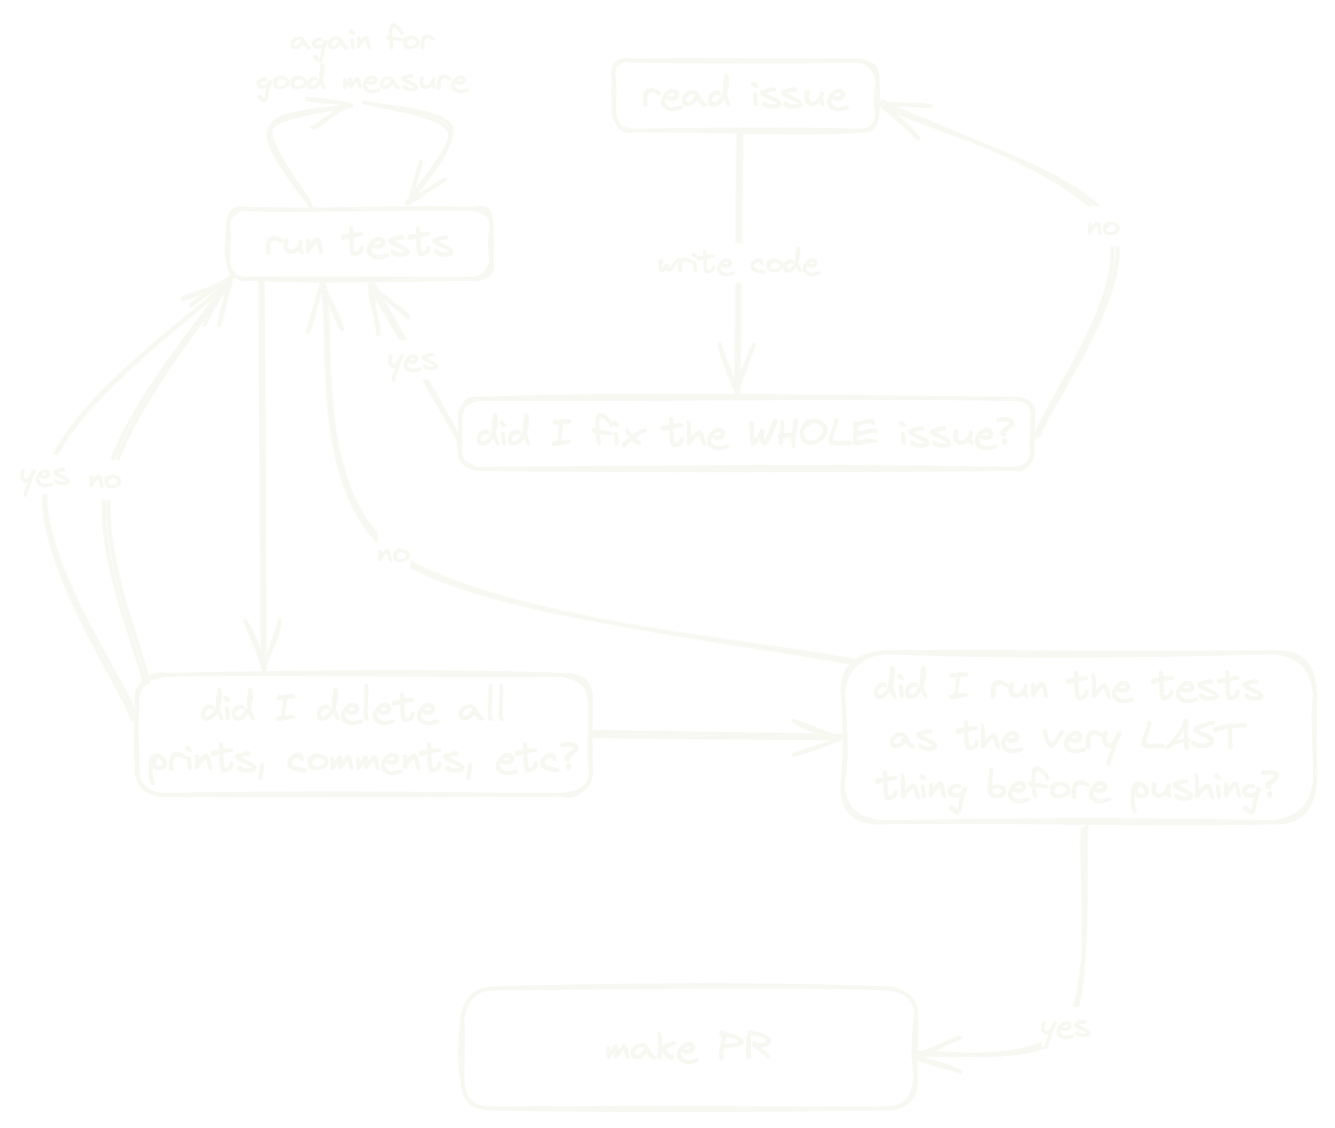 again for
good measure
read issue
run tests
no
write code
yes
did I fix the WHOLE issue?
yes
no
no
did I delete all
prints, comments, etc?
did I run the tests
as the very LAST
thing before pushing?
yes
make PR